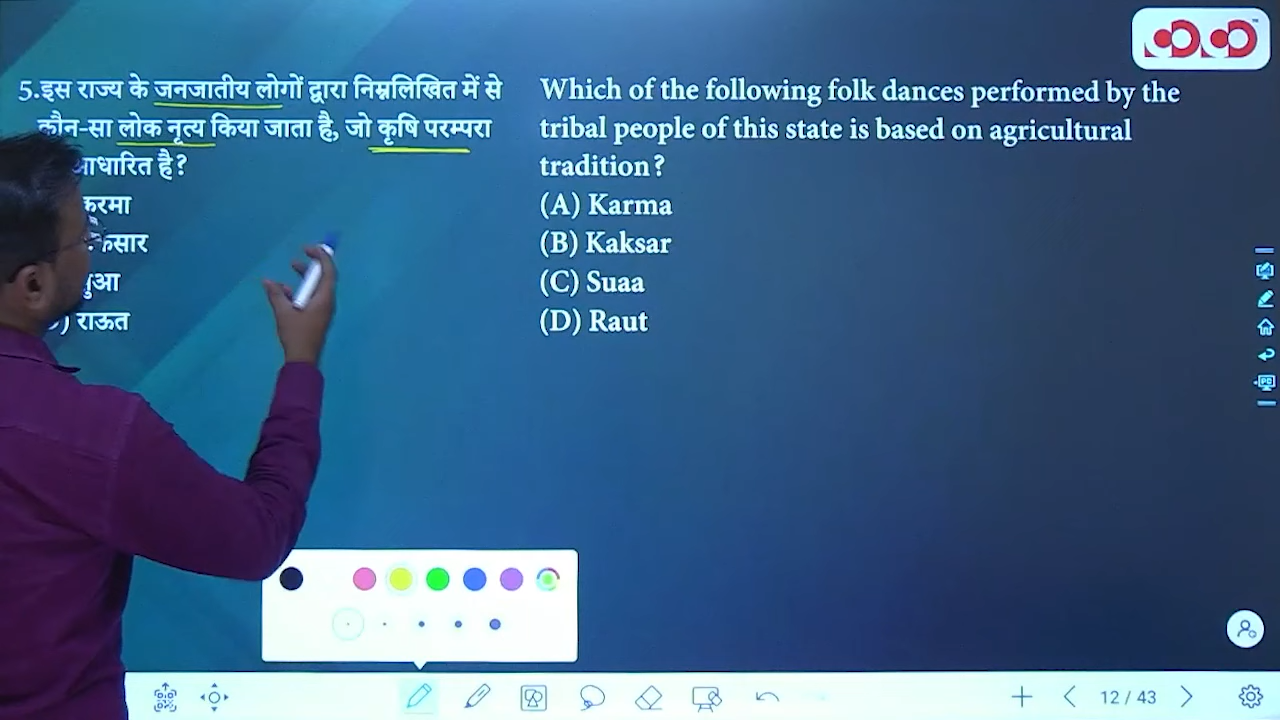 5.इस राज्य के जनजातीय लोगों द्वारा निम्नलिखित में से
कौन-सा लोक नृत्य किया जाता है, जो कृषि परम्परा
आधारित है?
करमा
राऊत
Which of the following folk dances performed by the
tribal people of this state is based on agricultural
tradition?
(A) Karma
(B) Kaksar
(C) Suaa
(D) Raut
12 / 43